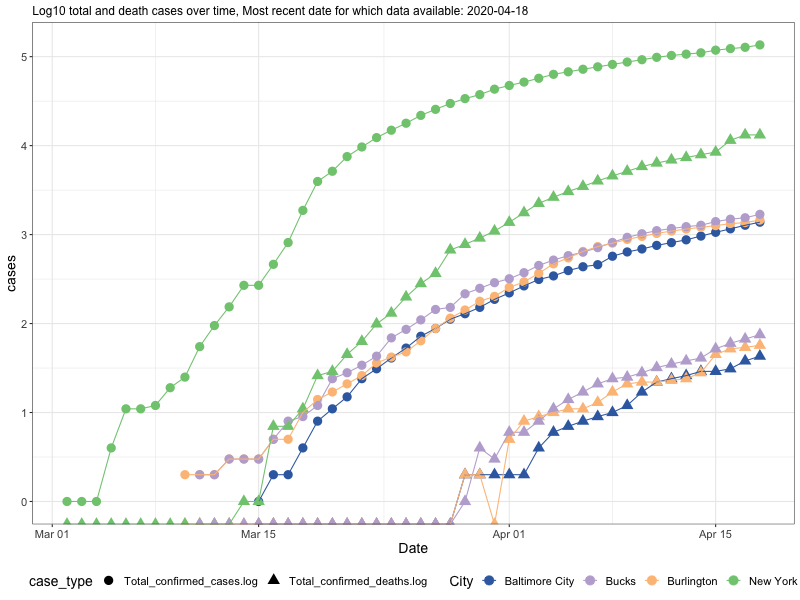 Log10 total and death cases over time, Most recent date for which data available: 2020-04-18
cases
5
4
3
2
1
0
Mar 01 Mar 15 Apr 01 Apr 15
Date
case_type Total_confirmed_cases.log Total_confirmed_deaths.log City Baltimore City Bucks Burlington New York